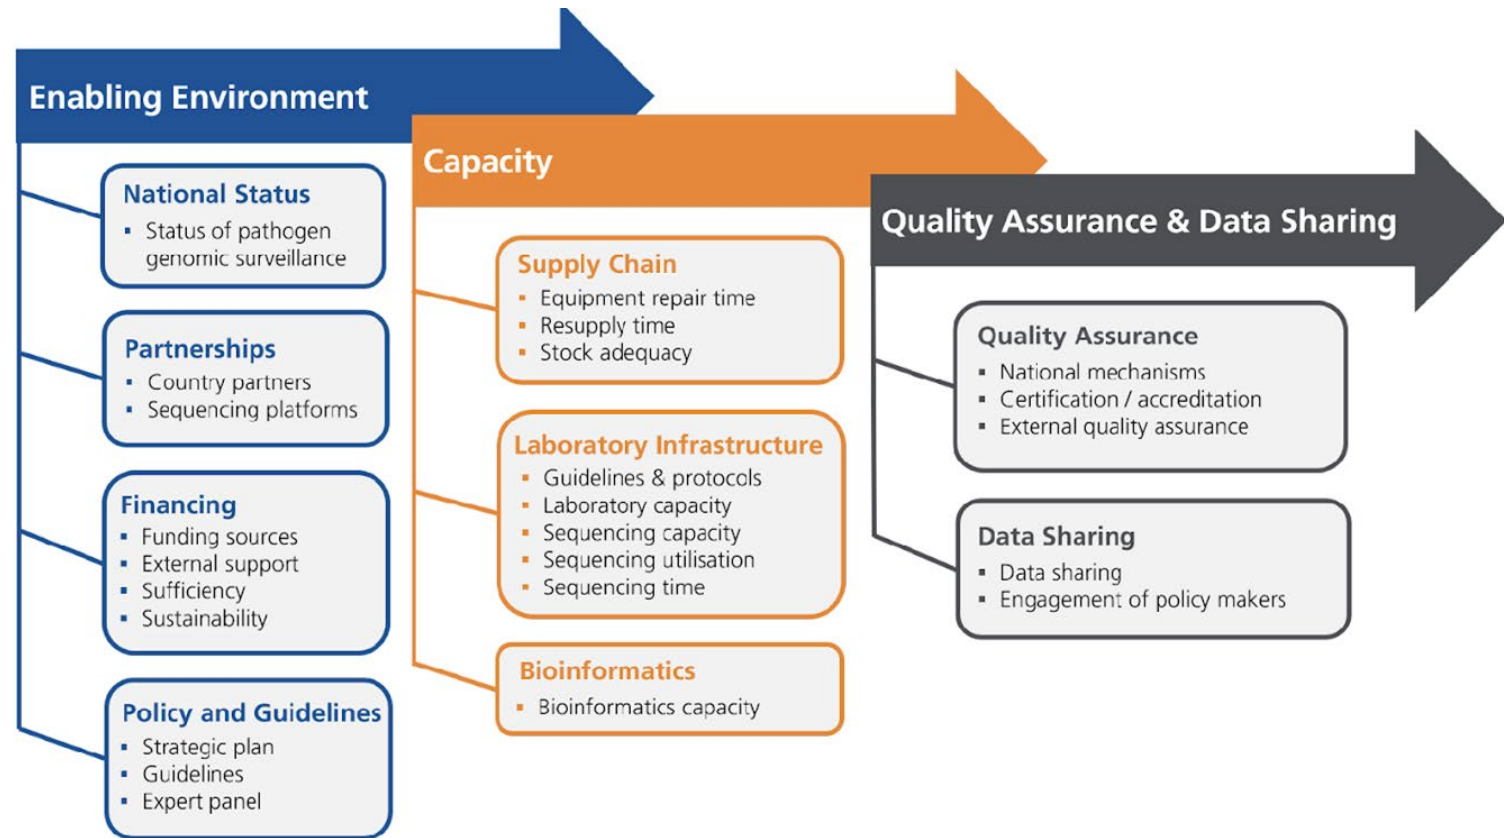 Enabling Environment
National Status
▪ Status of pathogen
genomic surveillance
Partnerships
▪ Country partners
▪ Sequencing platforms
Financing
▪ Funding sources
▪ External support
▪ Sufficiency
▪ Sustainability
Policy and Guidelines
▪ Strategic plan
▪ Guidelines
▪ Expert panel
Capacity
Supply Chain
▪ Equipment repair time
▪ Resupply time
▪ Stock adequacy
Laboratory Infrastructure
▪ Guidelines & protocols
▪ Laboratory capacity
▪ Sequencing capacity
▪ Sequencing utilisation
▪ Sequencing time
Bioinformatics
▪ Bioinformatics capacity
Quality Assurance & Data Sharing
Quality Assurance
▪ National mechanisms
▪ Certification / accreditation
▪ External quality assurance
Data Sharing
▪ Data sharing
▪ Engagement of policy makers